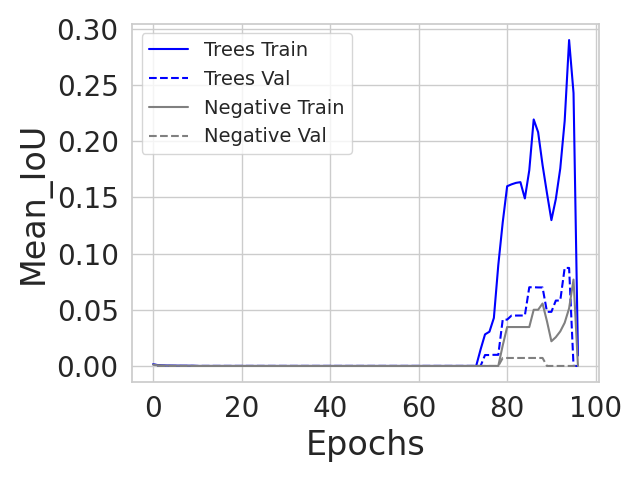 Trees Train
Trees Val
Negative Train
Negative Val
Mean_IoU
0.30
0.25
0.20
0.15
0.10
0.05
0.00
0 20 40 60 80 100
Epochs